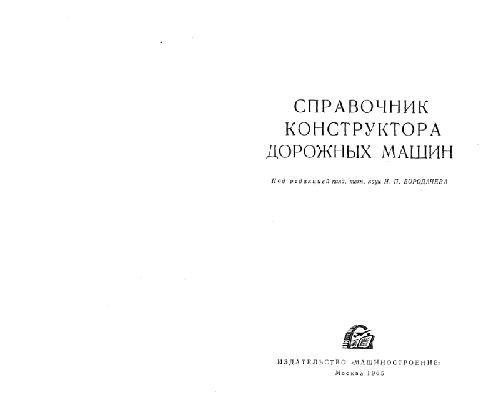 СПРАВОЧНИК
КОНСТРУКТОРА
ДОРОЖНЫХ МАШИН
Под редакцией канд. техн. наук И. П. БОРОДАЧЕВА
ИЗДАТЕЛЬСТВО «МАШИНОСТРОЕНИЕ»
Москва 1965